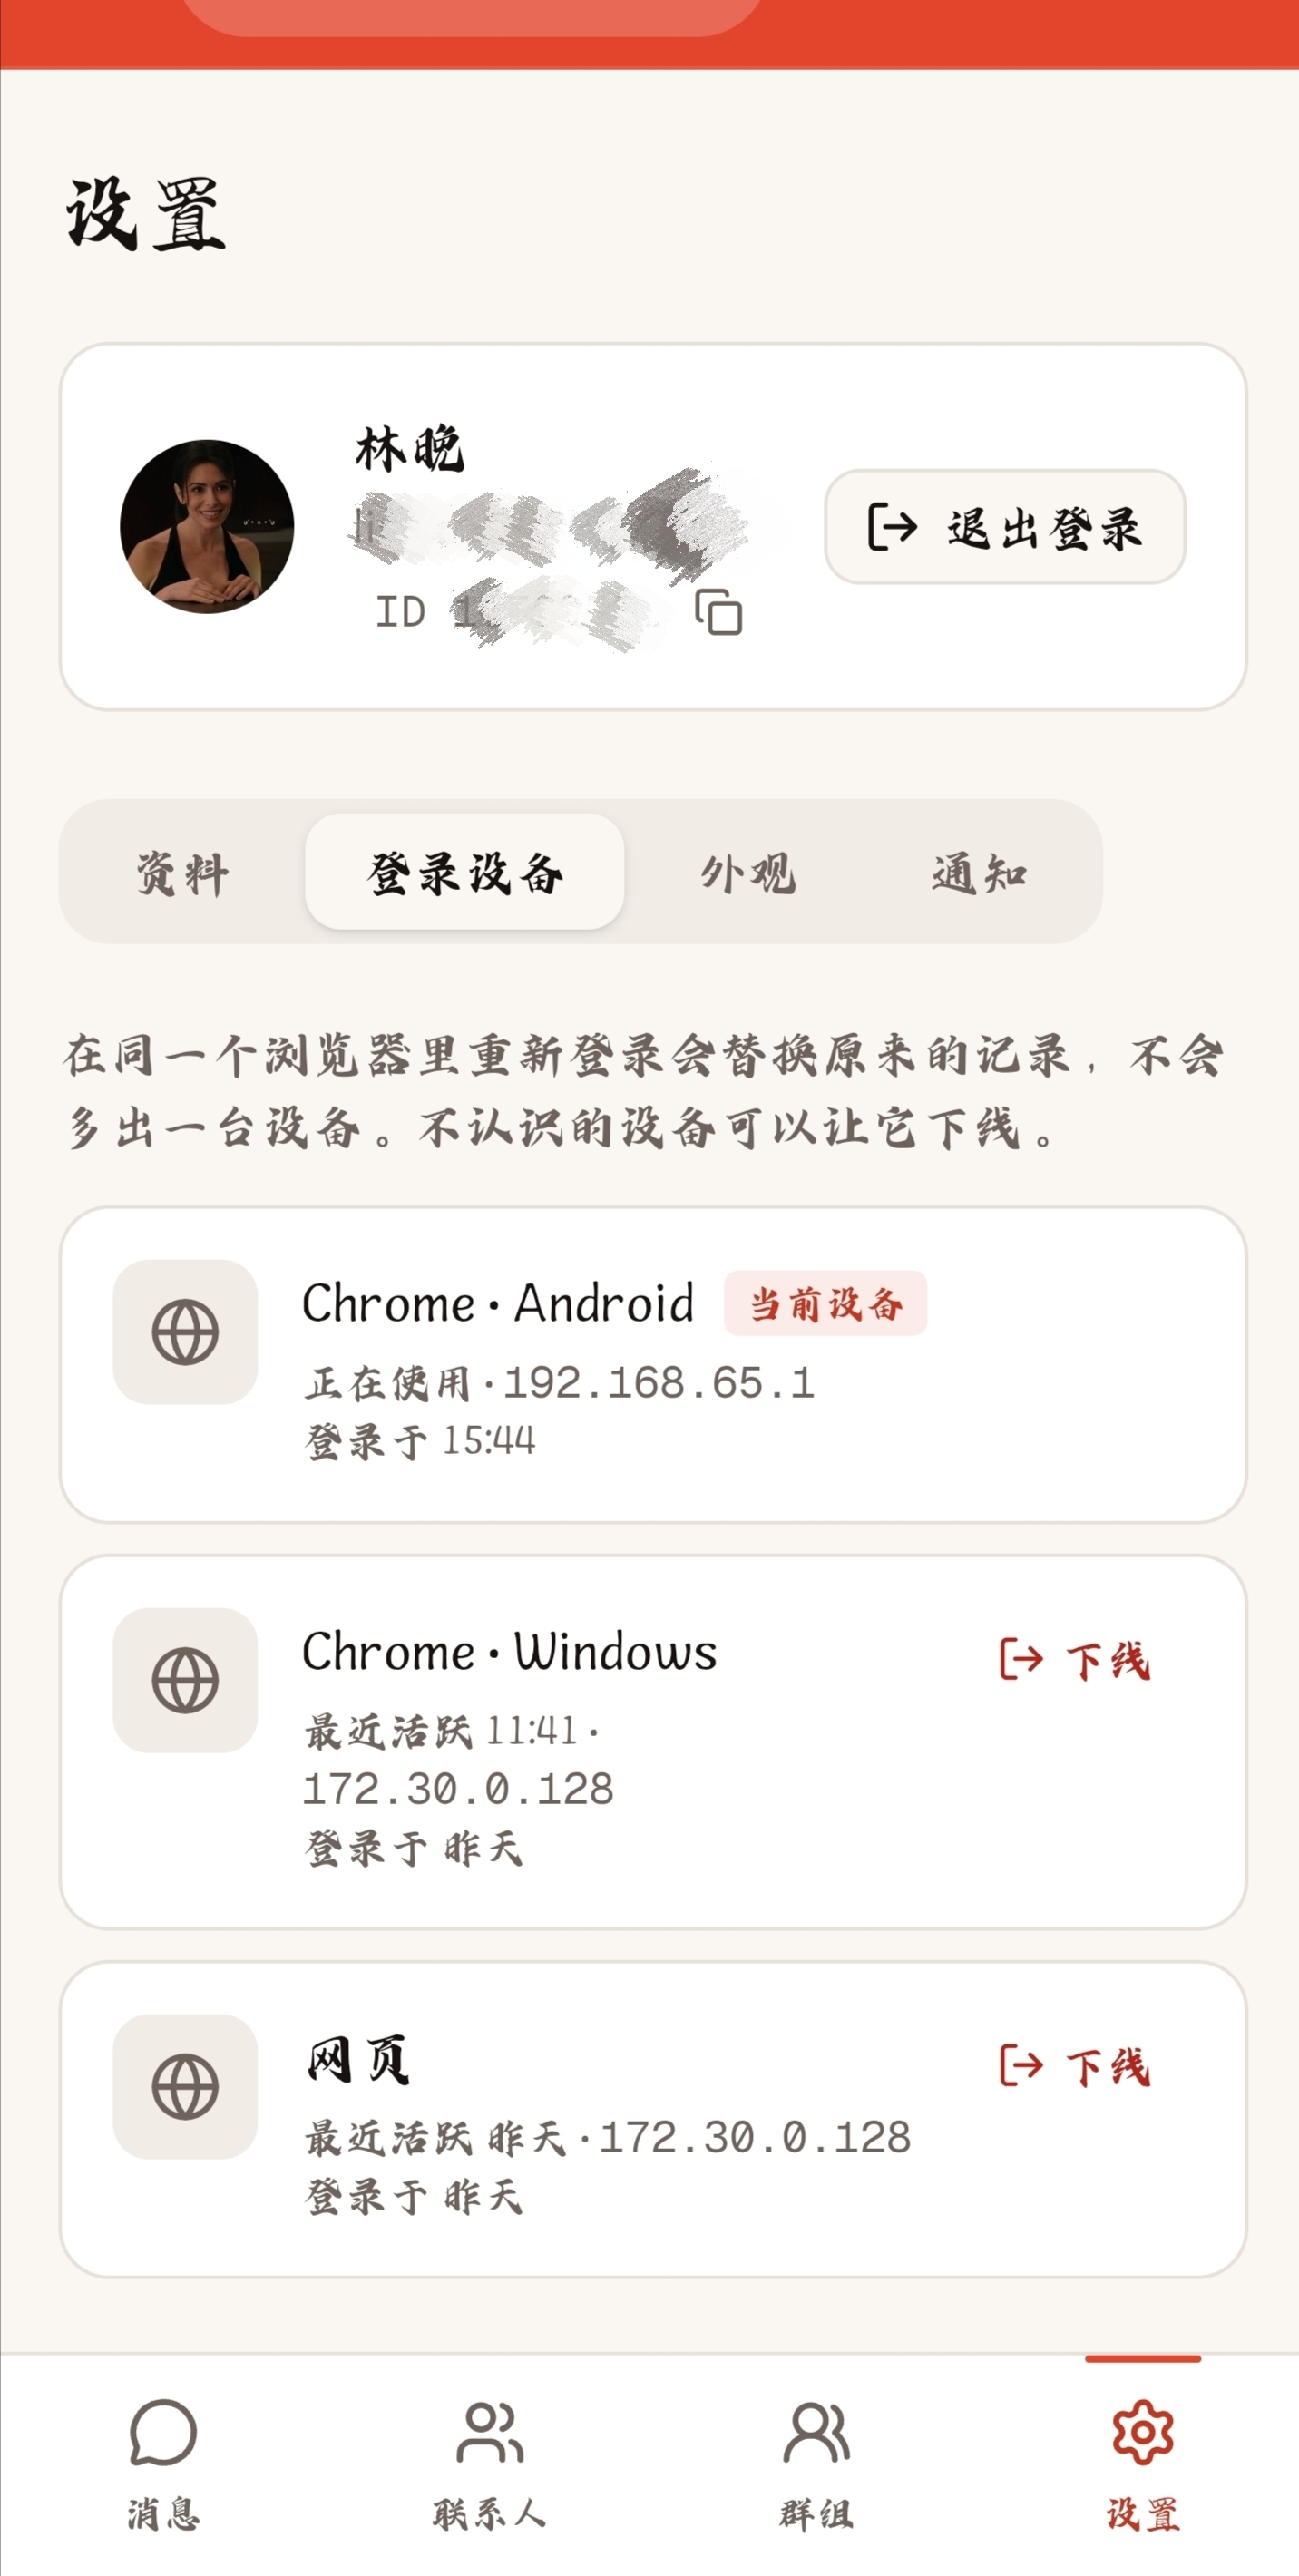 设置
林晚
退出登录
ID
资料 登录设备 外观 通知
在同一个浏览器里重新登录会替换原来的记录，不会
多出一台设备。不认识的设备可以让它下线。
Chrome · Android 当前设备
正在使用 · 192.168.65.1
登录于 15:44
Chrome · Windows 下线
最近活跃 11:41 ·
172.30.0.128
登录于 昨天
网页 下线
最近活跃 昨天 · 172.30.0.128
登录于 昨天
消息 联系人 群组 设置